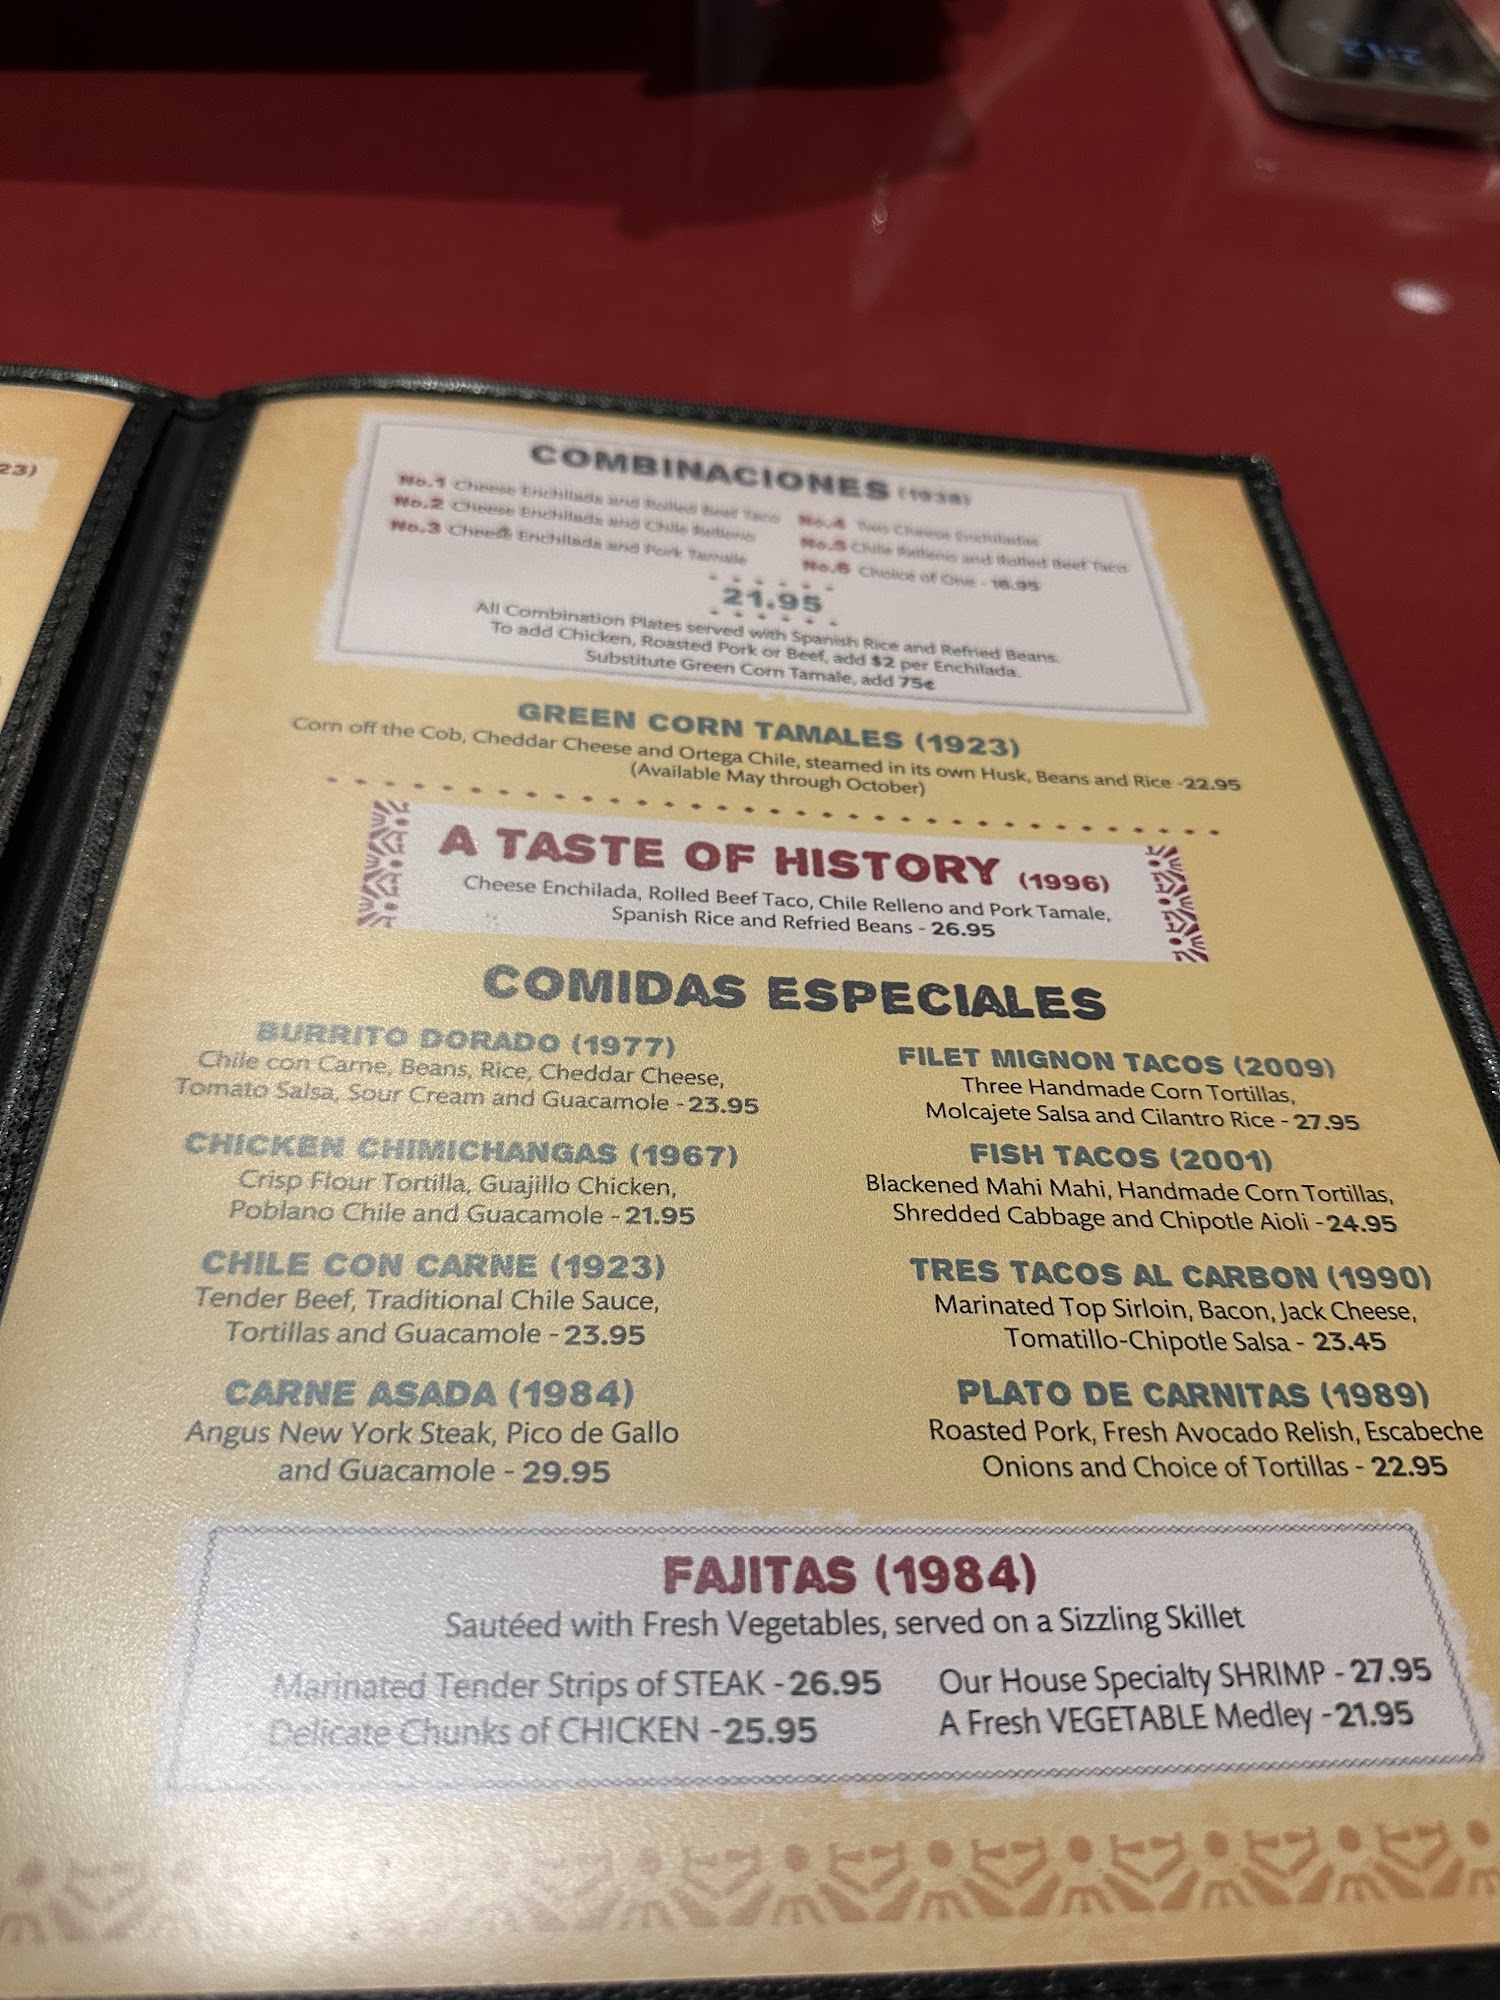 2:12
23)
COMBINACIONES (1938)
No.1 Cheese Enchilada and Rolled Beef Taco
No.2 Cheese Enchilada and Chile Relleno
No.3 Cheese Enchilada and Pork Tamale
No.4 Two Cheese Enchiladas
No.5 Chile Relleno and Rolled Beef Taco
No.6 Choice of One - 16.95
21.95
All Combination Plates served with Spanish Rice and Refried Beans.
To add Chicken, Roasted Pork or Beef, add $2 per Enchilada.
Substitute Green Corn Tamale, add 75¢
GREEN CORN TAMALES (1923)
Corn off the Cob, Cheddar Cheese and Ortega Chile, steamed in its own Husk, Beans and Rice -22.95
(Available May through October)
A TASTE OF HISTORY (1996)
Cheese Enchilada, Rolled Beef Taco, Chile Relleno and Pork Tamale,
Spanish Rice and Refried Beans - 26.95
COMIDAS ESPECIALES
BURRITO DORADO (1977)
Chile con Carne, Beans, Rice, Cheddar Cheese,
Tomato Salsa, Sour Cream and Guacamole - 23.95
CHICKEN CHIMICHANGAS (1967)
Crisp Flour Tortilla, Guajillo Chicken,
Poblano Chile and Guacamole - 21.95
CHILE CON CARNE (1923)
Tender Beef, Traditional Chile Sauce,
Tortillas and Guacamole - 23.95
CARNE ASADA (1984)
Angus New York Steak, Pico de Gallo
and Guacamole - 29.95
FILET MIGNON TACOS (2009)
Three Handmade Corn Tortillas,
Molcajete Salsa and Cilantro Rice - 27.95
FISH TACOS (2001)
Blackened Mahi Mahi, Handmade Corn Tortillas,
Shredded Cabbage and Chipotle Aioli - 24.95
TRES TACOS AL CARBON (1990)
Marinated Top Sirloin, Bacon, Jack Cheese,
Tomatillo-Chipotle Salsa - 23.45
PLATO DE CARNITAS (1989)
Roasted Pork, Fresh Avocado Relish, Escabeche
Onions and Choice of Tortillas - 22.95
FAJITAS (1984)
Sautéed with Fresh Vegetables, served on a Sizzling Skillet
Marinated Tender Strips of STEAK - 26.95
Delicate Chunks of CHICKEN - 25.95
Our House Specialty SHRIMP - 27.95
A Fresh VEGETABLE Medley - 21.95